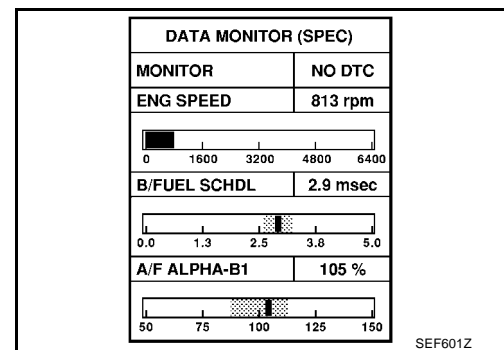 DATA MONITOR (SPEC)
MONITOR NO DTC
ENG SPEED 813 rpm
0 1600 3200 4800 6400
B/FUEL SCHDL 2.9 msec
0.0 1.3 2.5 3.8 5.0
A/F ALPHA-B1 105 %
50 75 100 125 150
SEF601Z